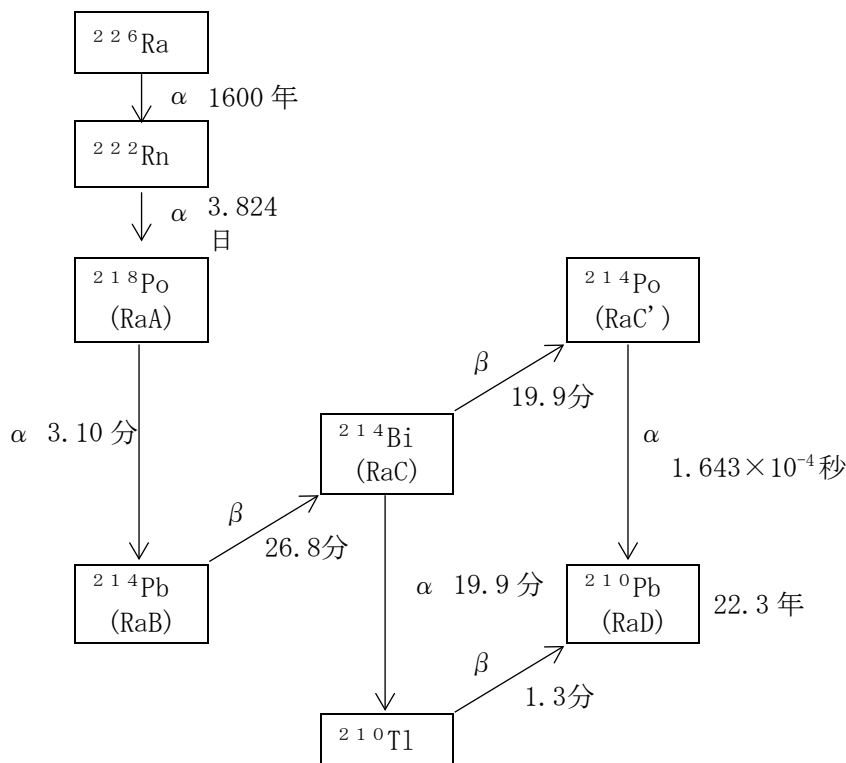 ²²⁶Ra
α 1600 年
²²²Rn
α 3.824
日
²¹⁸Po
(RaA)
²¹⁴Po
(RaC’)
β
19.9分
α 3.10 分
²¹⁴Bi
(RaC)
α
1.643×10⁻⁴秒
β
26.8分
²¹⁴Pb
(RaB)
α 19.9 分
²¹⁰Pb
(RaD)
22.3 年
β
1.3分
²¹⁰Tl